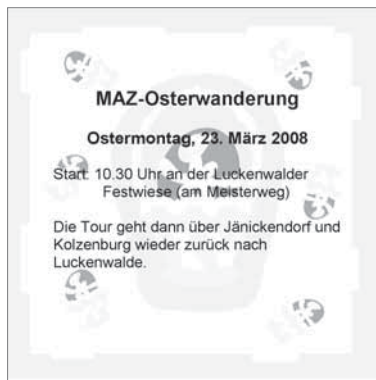 MAZ-Osterwanderung
Ostermontag, 23. März 2008
Start: 10.30 Uhr an der Luckenwalder
Festwiese (am Meisterweg)
Die Tour geht dann über Jänickendorf und
Kolzenburg wieder zurück nach
Luckenwalde.